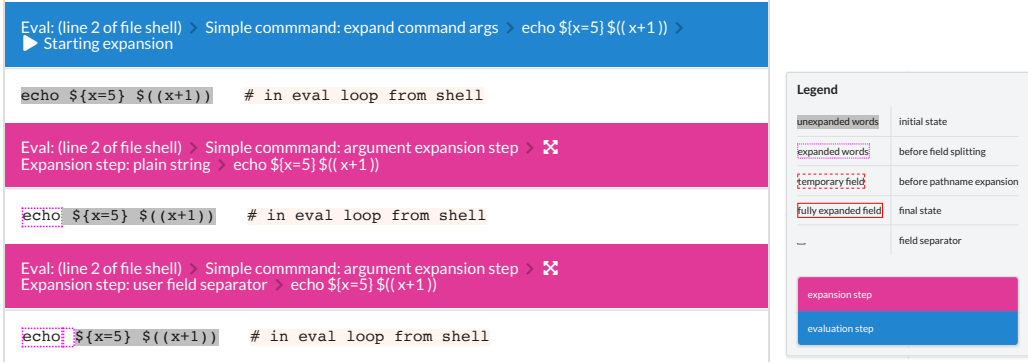 Eval: (line 2 of file shell) > Simple commmand: expand command args > echo ${x=5} $(( x+1 )) >
Starting expansion
echo ${x=5} $((x+1)) # in eval loop from shell
Eval: (line 2 of file shell) > Simple commmand: argument expansion step >
Expansion step: plain string > echo ${x=5} $(( x+1 ))
echo ${x=5} $((x+1)) # in eval loop from shell
Eval: (line 2 of file shell) > Simple commmand: argument expansion step >
Expansion step: user field separator > echo ${x=5} $(( x+1 ))
echo ${x=5} $((x+1)) # in eval loop from shell
Legend
unexpanded words initial state
expanded words before field splitting
temporary field before pathname expansion
fully expanded field final state
⎵ field separator
expansion step
evaluation step